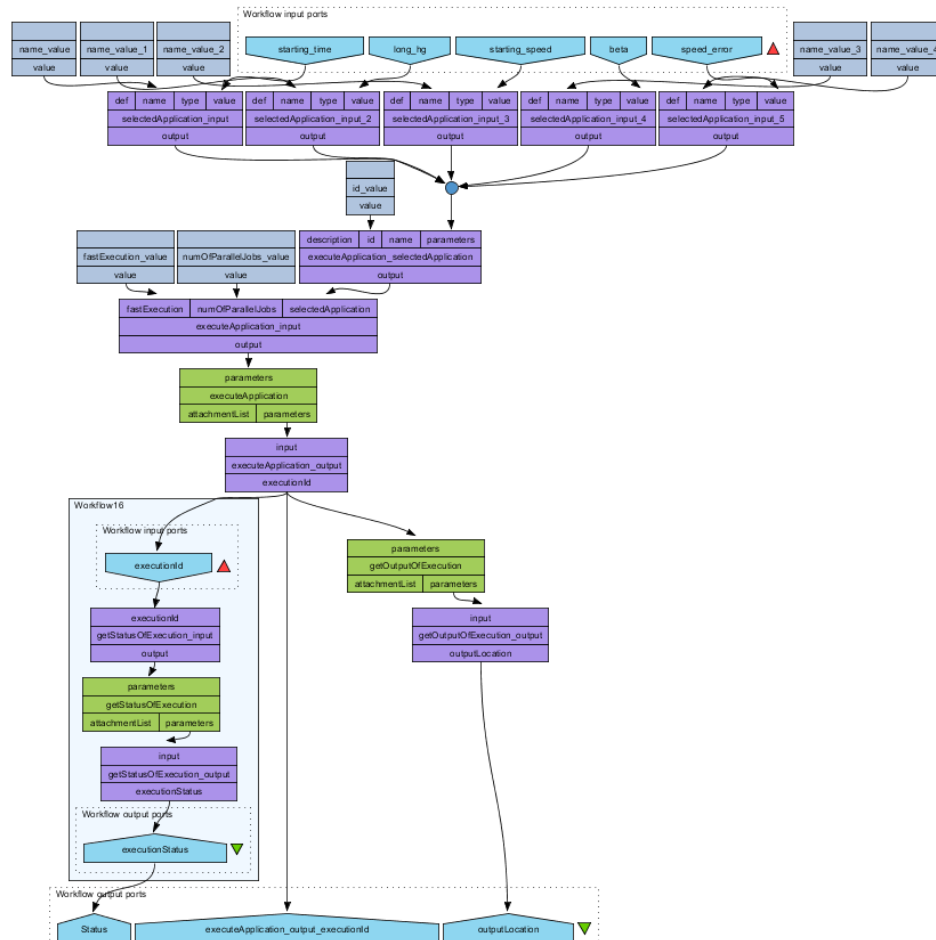 Workflow input ports
name_value
name_value_1
name_value_2
starting_time
long_hg
starting_speed
beta
speed_error
name_value_3
name_value_4
value
value
value
value
value
def name type value
def name type value
def name type value
def name type value
def name type value
selectedApplication_input
selectedApplication_input_2
selectedApplication_input_3
selectedApplication_input_4
selectedApplication_input_5
output
output
output
output
output
id_value
value
description id name parameters
fastExecution_value
numOfParallelJobs_value
executeApplication_selectedApplication
value
value
output
fastExecution numOfParallelJobs selectedApplication
executeApplication_input
output
parameters
executeApplication
attachmentList parameters
input
executeApplication_output
executionId
Workflow16
Workflow input ports
executionId
parameters
getOutputOfExecution
attachmentList parameters
executionId
getStatusOfExecution_input
output
input
getOutputOfExecution_output
outputLocation
parameters
getStatusOfExecution
attachmentList parameters
input
getStatusOfExecution_output
executionStatus
Workflow output ports
executionStatus
Workflow output ports
Status
executeApplication_output_executionId
outputLocation